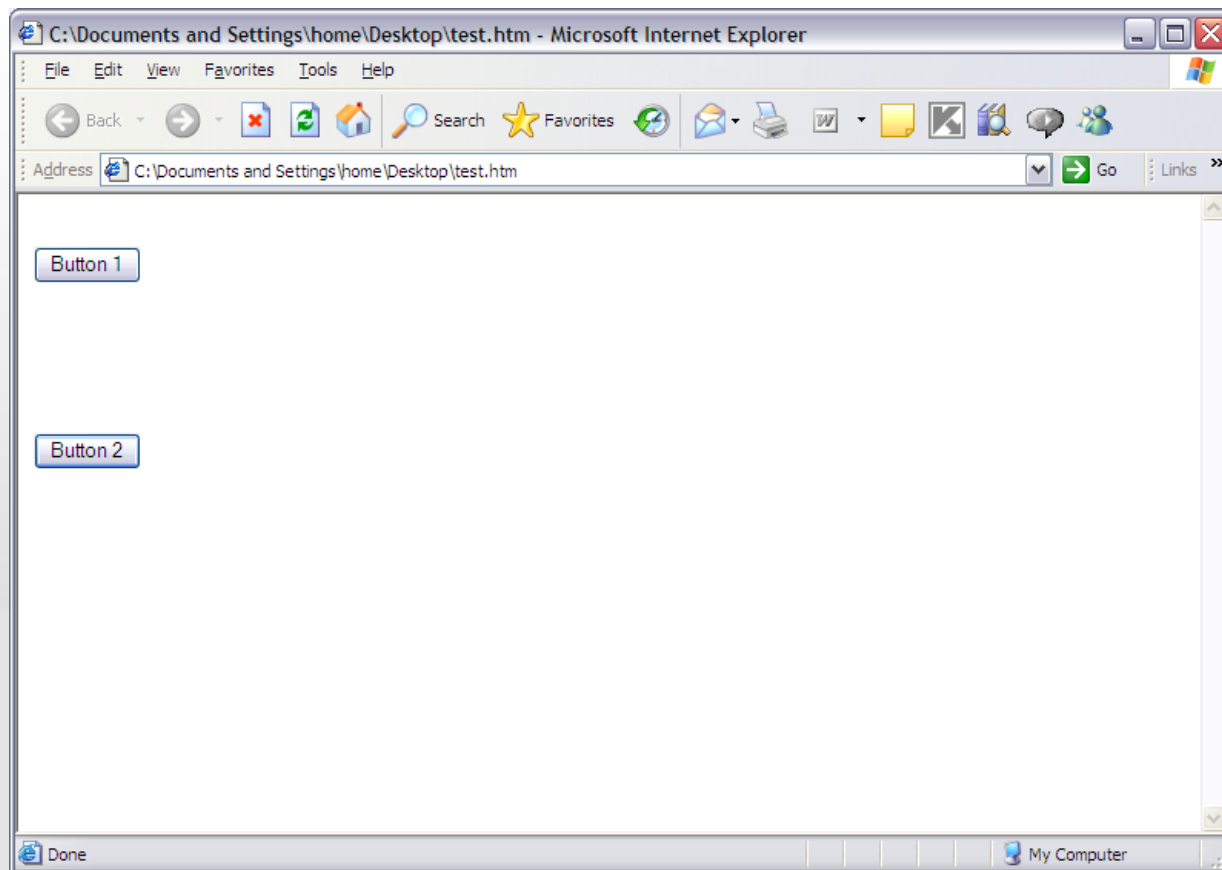 C:\Documents and Settings\home\Desktop\test.htm - Microsoft Internet Explorer
File Edit View Favorites Tools Help
Back Search Favorites W K
Address C:\Documents and Settings\home\Desktop\test.htm Go Links »
Button 1
Button 2
Done My Computer